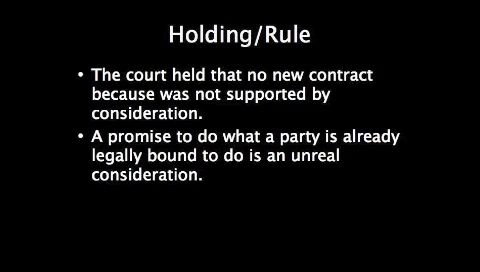 Holding/Rule
• The court held that no new contract
because was not supported by
consideration.
• A promise to do what a party is already
legally bound to do is an unreal
consideration.